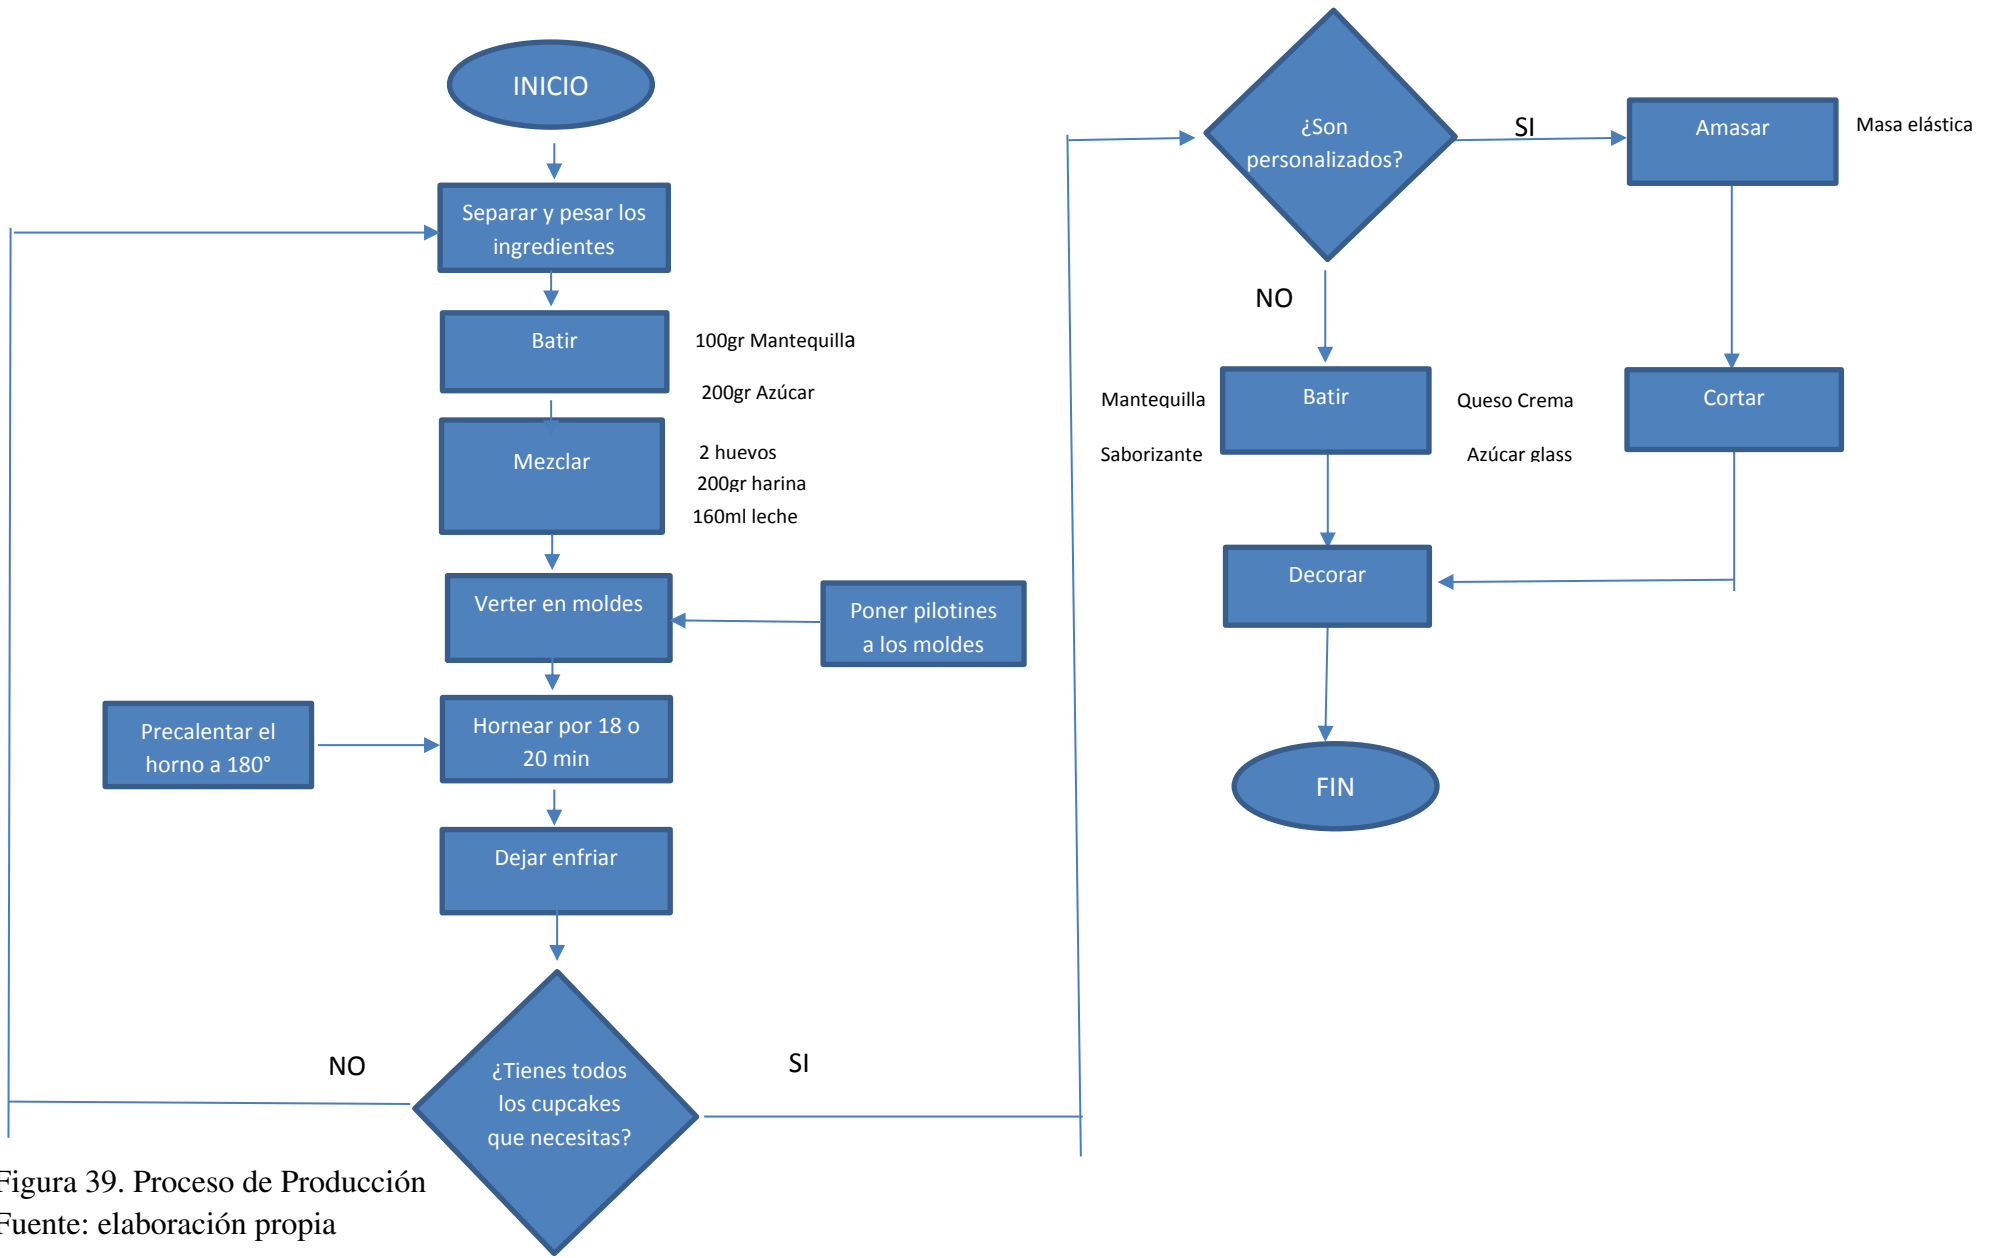 INICIO
Separar y pesar los
ingredientes
Batir
100gr Mantequilla
200gr Azúcar
Mezclar
2 huevos
200gr harina
160ml leche
Verter en moldes
Poner pilotines
a los moldes
Precalentar el
horno a 180°
Hornear por 18 o
20 min
Dejar enfriar
¿Tienes todos
los cupcakes
que necesitas?
NO
SI
¿Son
personalizados?
SI
Amasar
Masa elástica
NO
Mantequilla
Saborizante
Batir
Queso Crema
Azúcar glass
Cortar
Decorar
FIN
Figura 39. Proceso de Producción
Fuente: elaboración propia